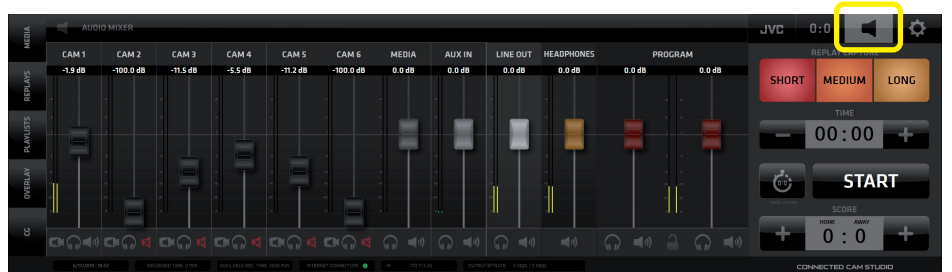 MEDIA
REPLAYS
PLAYLISTS
OVERLAY
CG
AUDIO MIXER
CAM 1 CAM 2 CAM 3 CAM 4 CAM 5 CAM 6 MEDIA AUX IN LINE OUT HEADPHONES PROGRAM
-1.9 dB -100.0 dB -11.5 dB -5.5 dB -11.2 dB -100.0 dB 0.0 dB 0.0 dB 0.0 dB 0.0 dB 0.0 dB 0.0 dB
INTERNET CONNECTION
JVC 0:0
REPLAY CAPTURE
SHORT MEDIUM LONG
TIME
− 00:00 +
0:0 START
SCORE
HOME AWAY
+ 0 : 0 +
CONNECTED CAM STUDIO